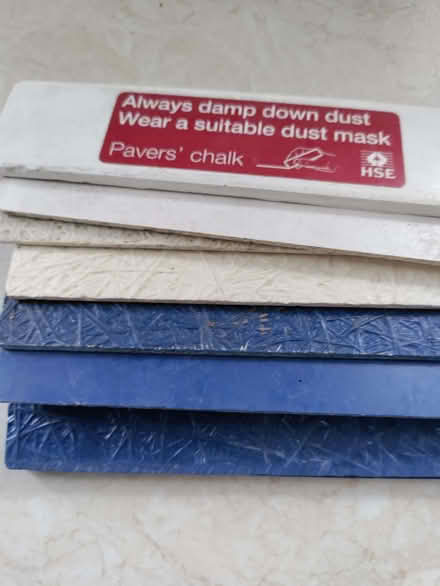 Always damp down dust
Wear a suitable dust mask
Pavers' chalk
HSE